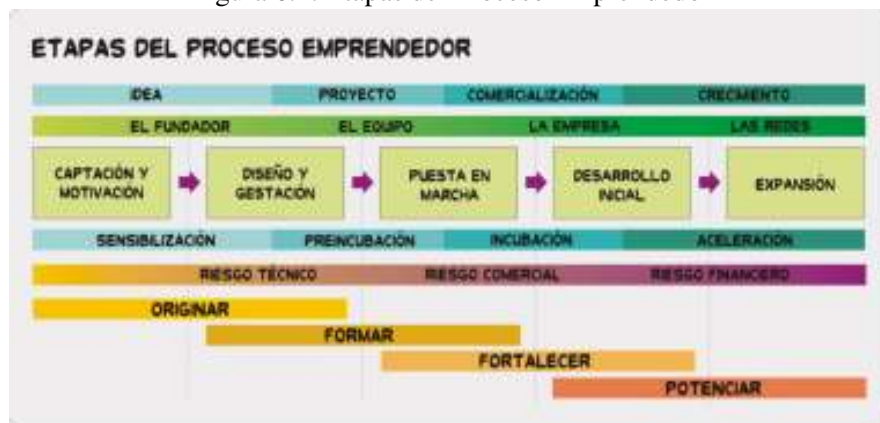 ETAPAS DEL PROCESO EMPRENDEDOR
IDEA PROYECTO COMERCIALIZACIÓN CRECIMIENTO
EL FUNDADOR EL EQUIPO LA EMPRESA LAS REDES
CAPTACIÓN Y
MOTIVACIÓN
DISEÑO Y
GESTACIÓN
PUESTA EN
MARCHA
DESARROLLO
INICIAL
EXPANSIÓN
SENSIBILIZACIÓN PREINCUBACIÓN INCUBACIÓN ACELERACIÓN
RIESGO TÉCNICO RIESGO COMERCIAL RIESGO FINANCIERO
ORIGINAR
FORMAR
FORTALECER
POTENCIAR